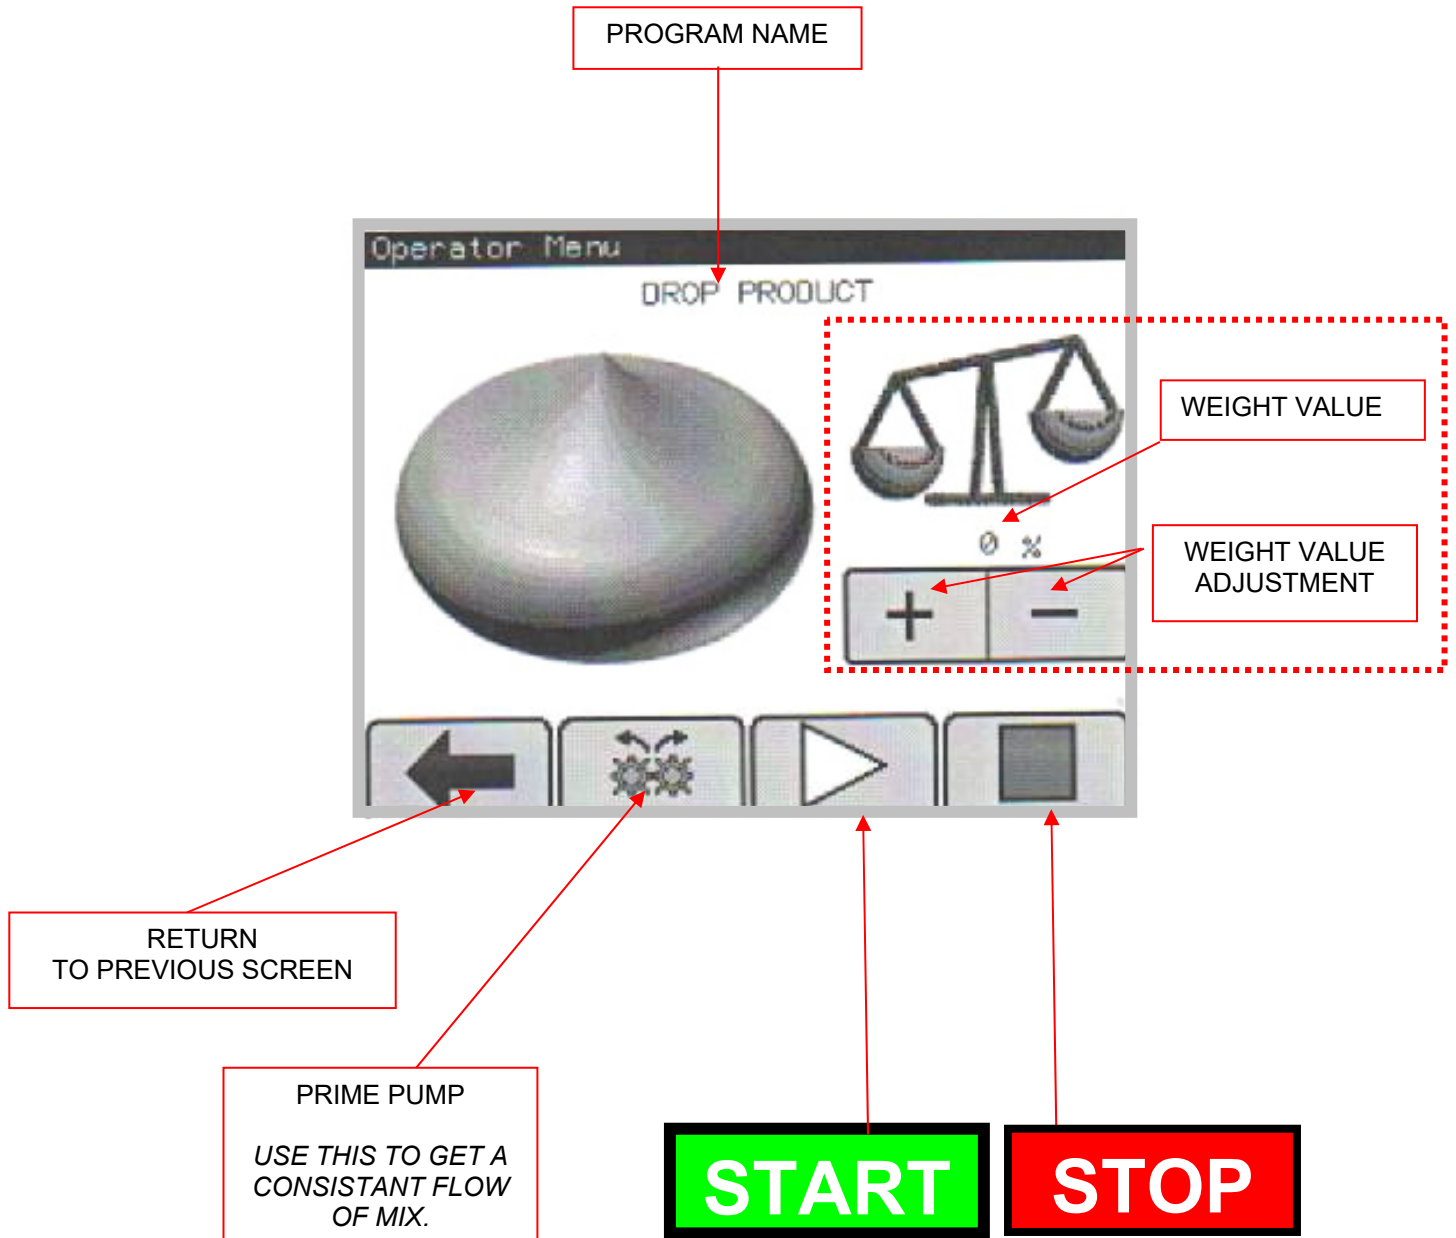 PROGRAM NAME
Operator Menu
DROP PRODUCT
WEIGHT VALUE
0 %
WEIGHT VALUE
ADJUSTMENT
+ −
RETURN
TO PREVIOUS SCREEN
PRIME PUMP
USE THIS TO GET A
CONSISTANT FLOW
OF MIX.
START
STOP